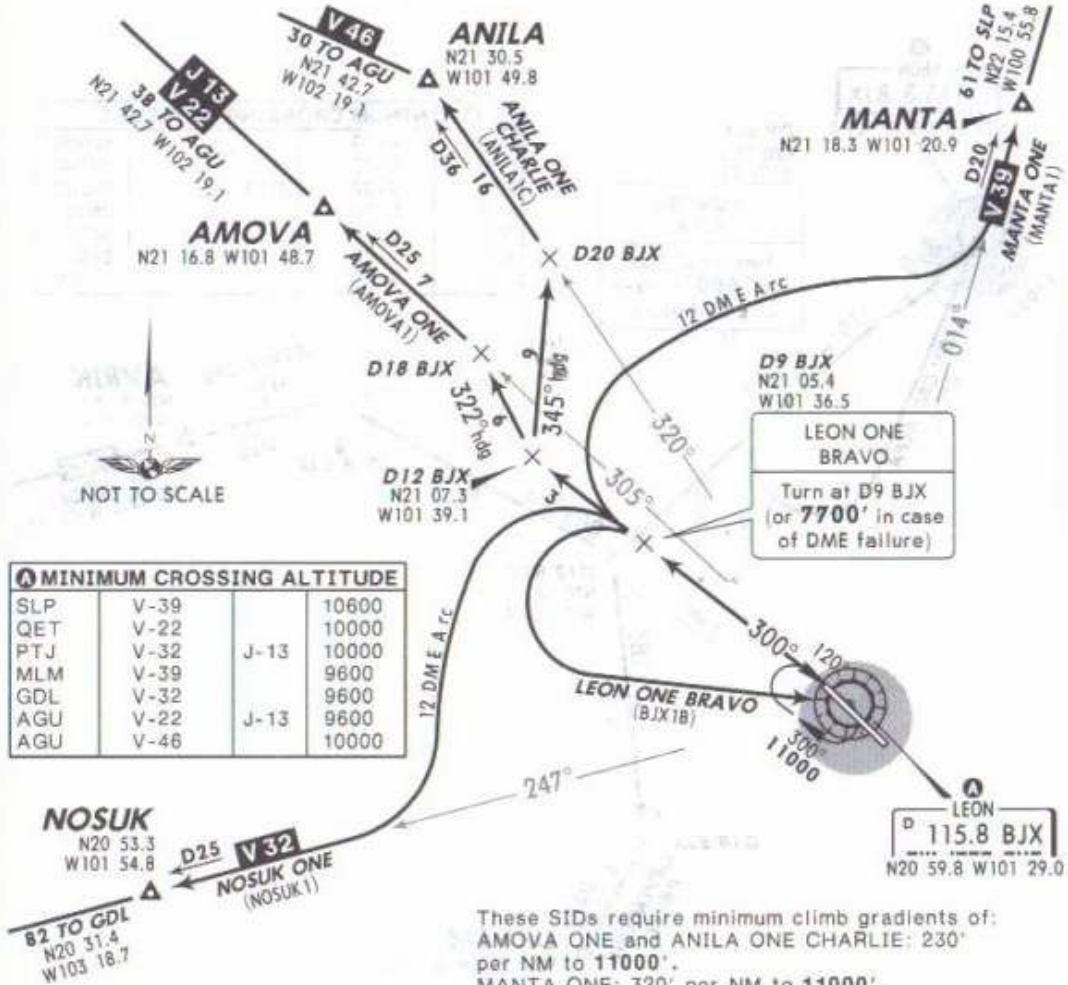 V 46
30 TO AGU
N21 42.7
W102 19.1
ANILA
N21 30.5
W101 49.8
J 13
V 22
38 TO AGU
N21 42.7 W102 19.1
ANILA ONE
CHARLIE
(ANILA1C)
D36
16
61 TO SLP
N22 15.4
W100 55.8
MANTA
N21 18.3 W101 20.9
D20
V 39
MANTA ONE
(MANTA1)
AMOVA
N21 16.8 W101 48.7
D25
7
AMOVA ONE
(AMOVA1)
D20 BJX
12 DME Arc
014°
D18 BJX
322° hdg
6
345° hdg
9
320°
305°
D9 BJX
N21 05.4
W101 36.5
LEON ONE
BRAVO
Turn at D9 BJX
(or 7700' in case
of DME failure)
N
NOT TO SCALE
D12 BJX
N21 07.3
W101 39.1
3
A MINIMUM CROSSING ALTITUDE
SLP V-39 10600
QET V-22 10000
PTJ V-32 J-13 10000
MLM V-39 9600
GDL V-32 9600
AGU V-22 J-13 9600
AGU V-46 10000
12 DME Arc
300°
120°
LEON ONE BRAVO
(BJX1B)
300°
11000
247°
A
LEON
D 115.8 BJX
N20 59.8 W101 29.0
NOSUK
N20 53.3
W101 54.8
D25
V 32
NOSUK ONE
(NOSUK1)
82 TO GDL
N20 31.4
W103 18.7
These SIDs require minimum climb gradients of:
AMOVA ONE and ANILA ONE CHARLIE: 230'
per NM to 11000'.
MANTA ONE: 320' per NM to 11000'.